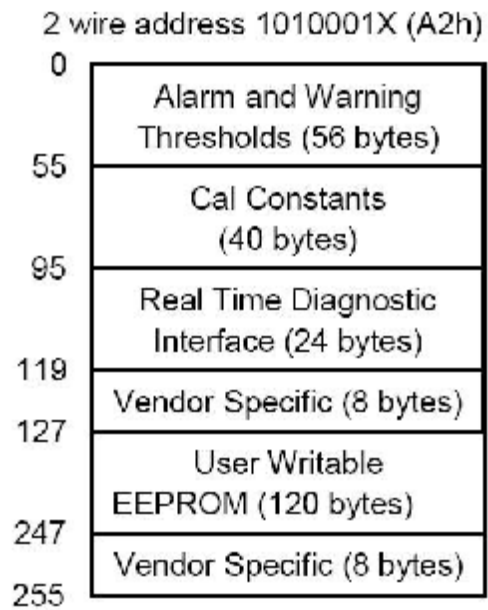 2 wire address 1010001X (A2h)
0
Alarm and Warning
Thresholds (56 bytes)
55
Cal Constants
(40 bytes)
95
Real Time Diagnostic
Interface (24 bytes)
119
Vendor Specific (8 bytes)
127
User Writable
EEPROM (120 bytes)
247
Vendor Specific (8 bytes)
255